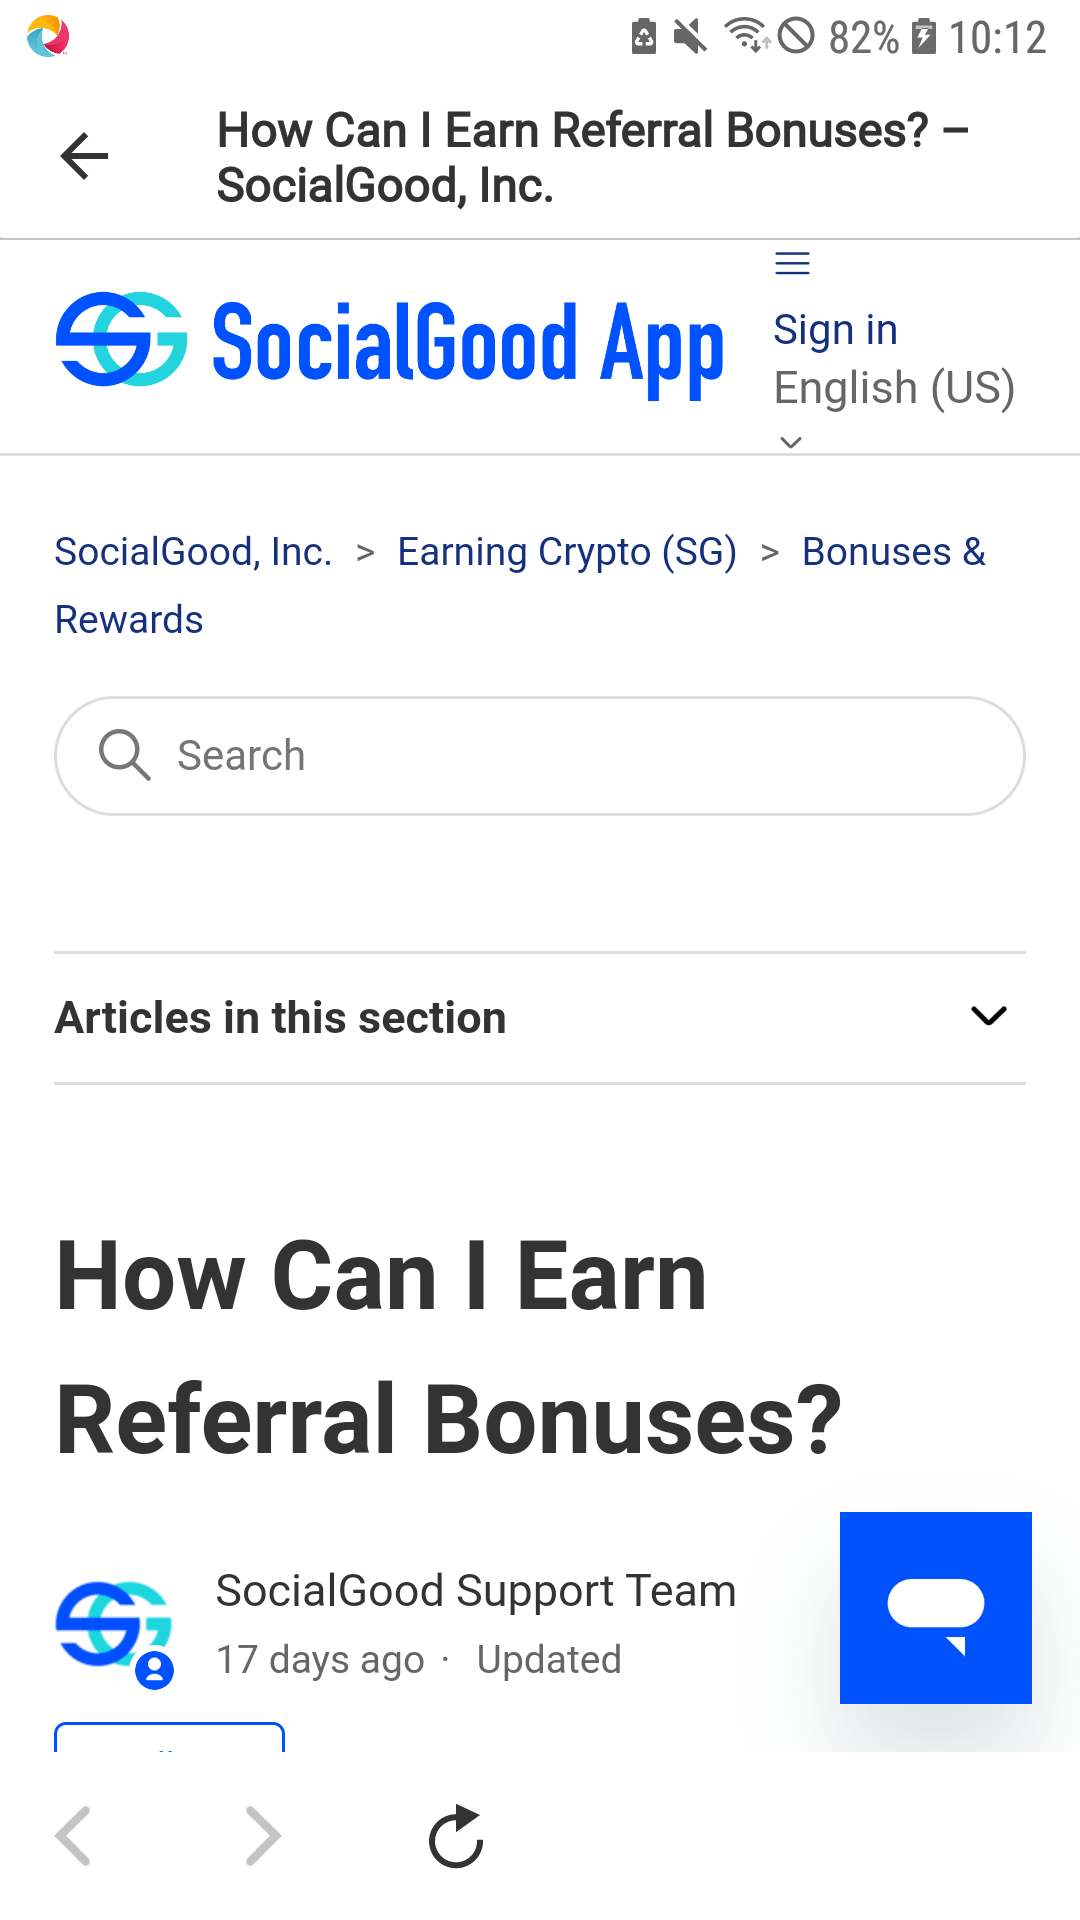 82% 10:12
How Can I Earn Referral Bonuses? –
SocialGood, Inc.
SocialGood App
Sign in
English (US)
SocialGood, Inc. > Earning Crypto (SG) > Bonuses &
Rewards
Search
Articles in this section
How Can I Earn
Referral Bonuses?
SocialGood Support Team
17 days ago · Updated